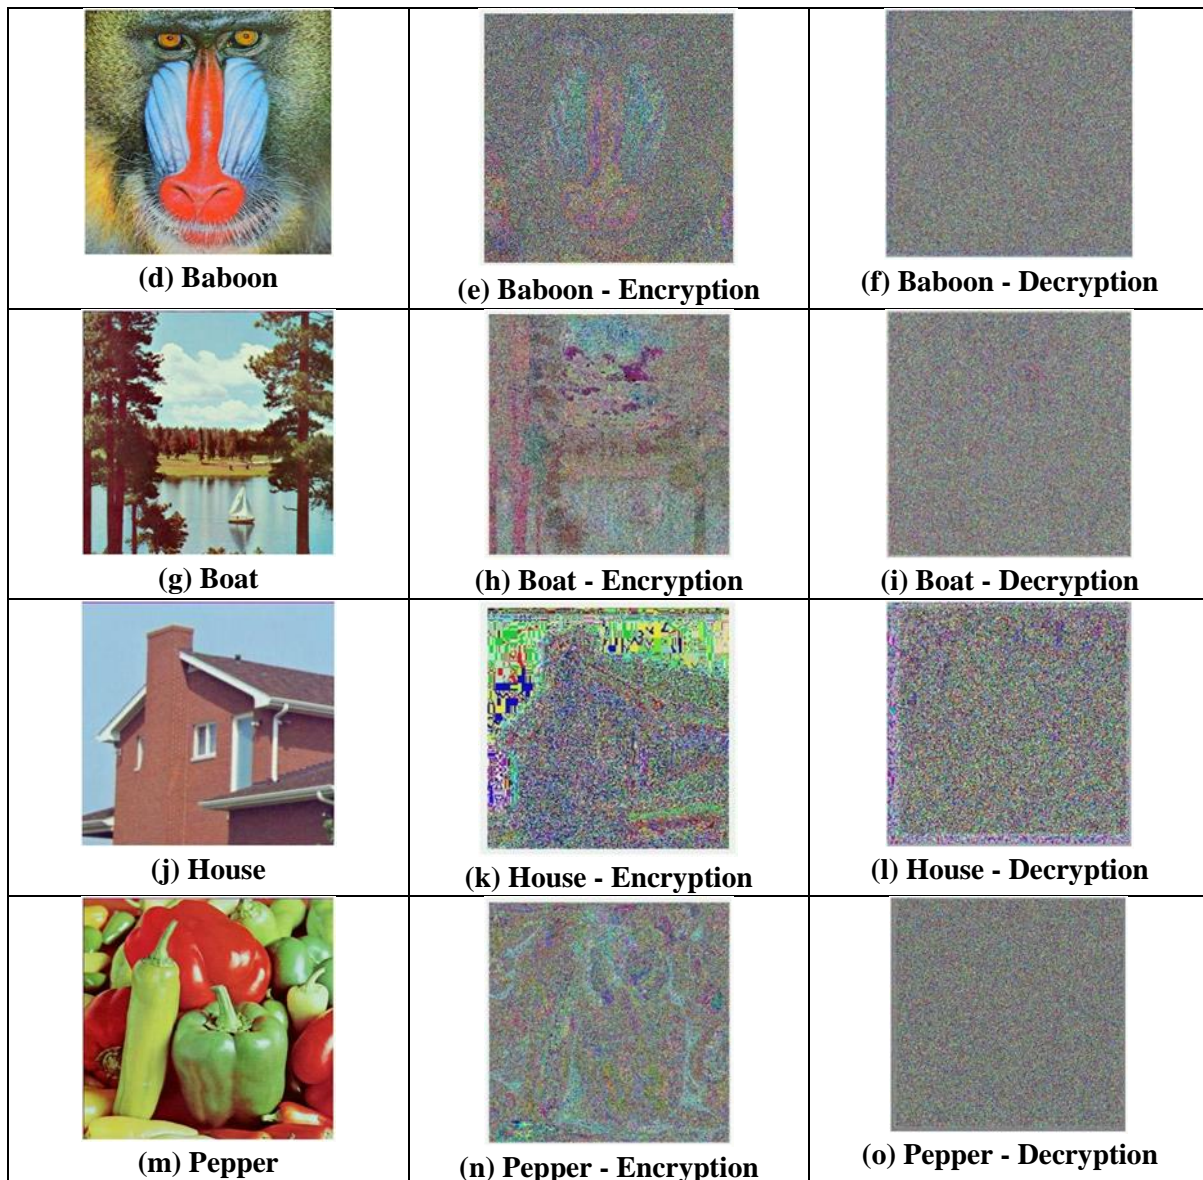 (d) Baboon
(e) Baboon - Encryption
(f) Baboon - Decryption
(g) Boat
(h) Boat - Encryption
(i) Boat - Decryption
(j) House
(k) House - Encryption
(l) House - Decryption
(m) Pepper
(n) Pepper - Encryption
(o) Pepper - Decryption